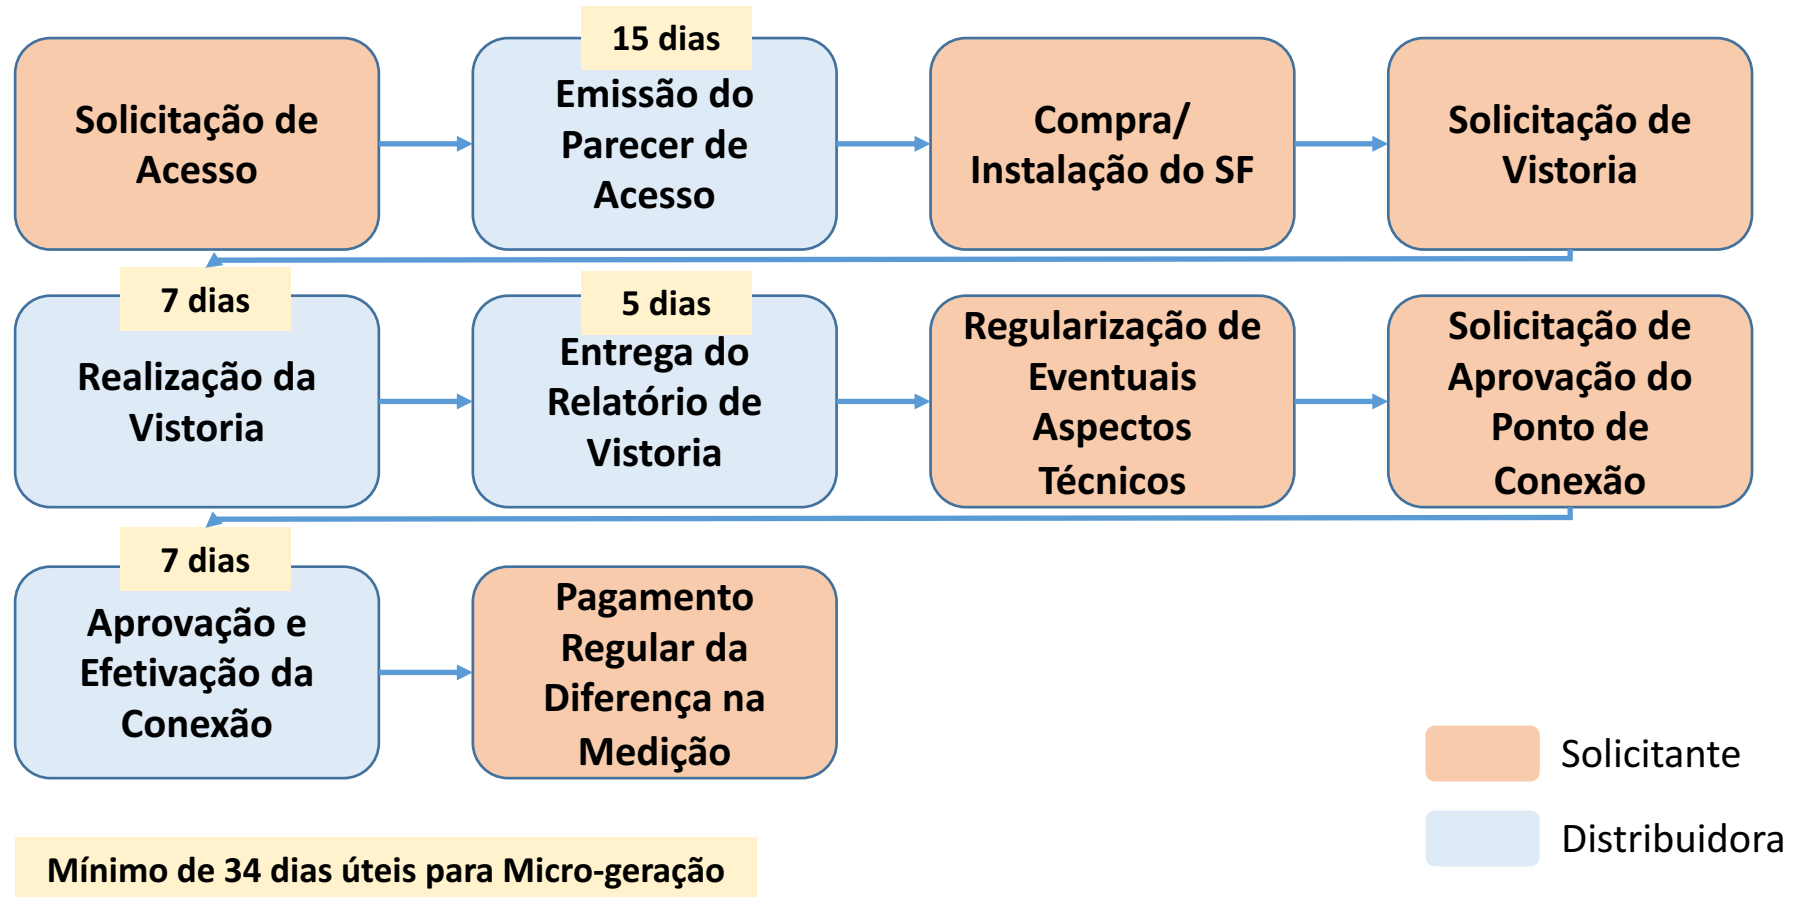 Solicitação de
Acesso
15 dias
Emissão do
Parecer de
Acesso
Compra/
Instalação do SF
Solicitação de
Vistoria
7 dias
Realização da
Vistoria
5 dias
Entrega do
Relatório de
Vistoria
Regularização de
Eventuais
Aspectos
Técnicos
Solicitação de
Aprovação do
Ponto de
Conexão
7 dias
Aprovação e
Efetivação da
Conexão
Pagamento
Regular da
Diferença na
Medição
Solicitante
Distribuidora
Mínimo de 34 dias úteis para Micro-geração